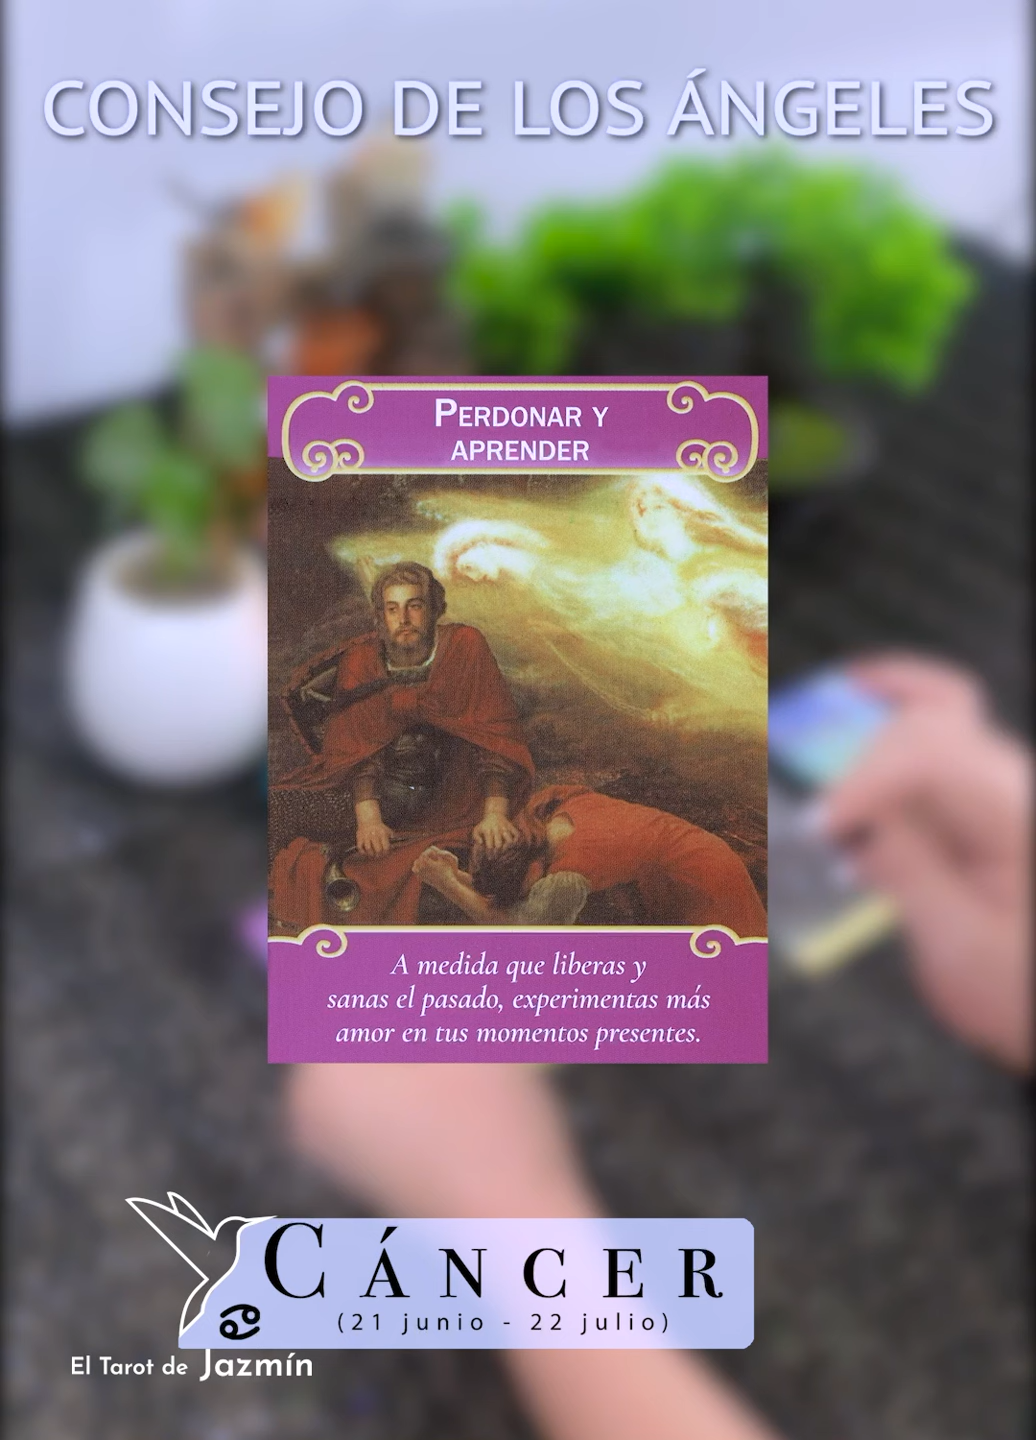 CONSEJO DE LOS ÁNGELES
PERDONAR Y
APRENDER
A medida que liberas y
sanas el pasado, experimentas más
amor en tus momentos presentes.
CÁNCER
(21 junio - 22 julio)
El Tarot de Jazmín